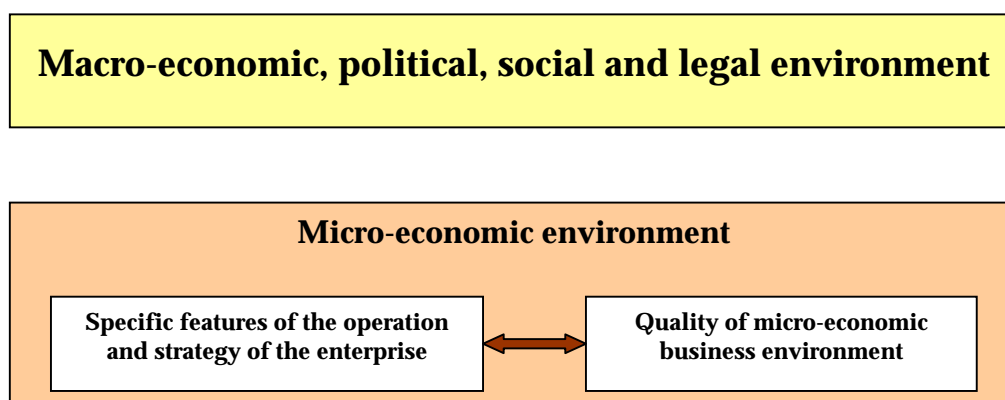 Macro-economic, political, social and legal environment
Micro-economic environment
Specific features of the operation
and strategy of the enterprise
Quality of micro-economic
business environment